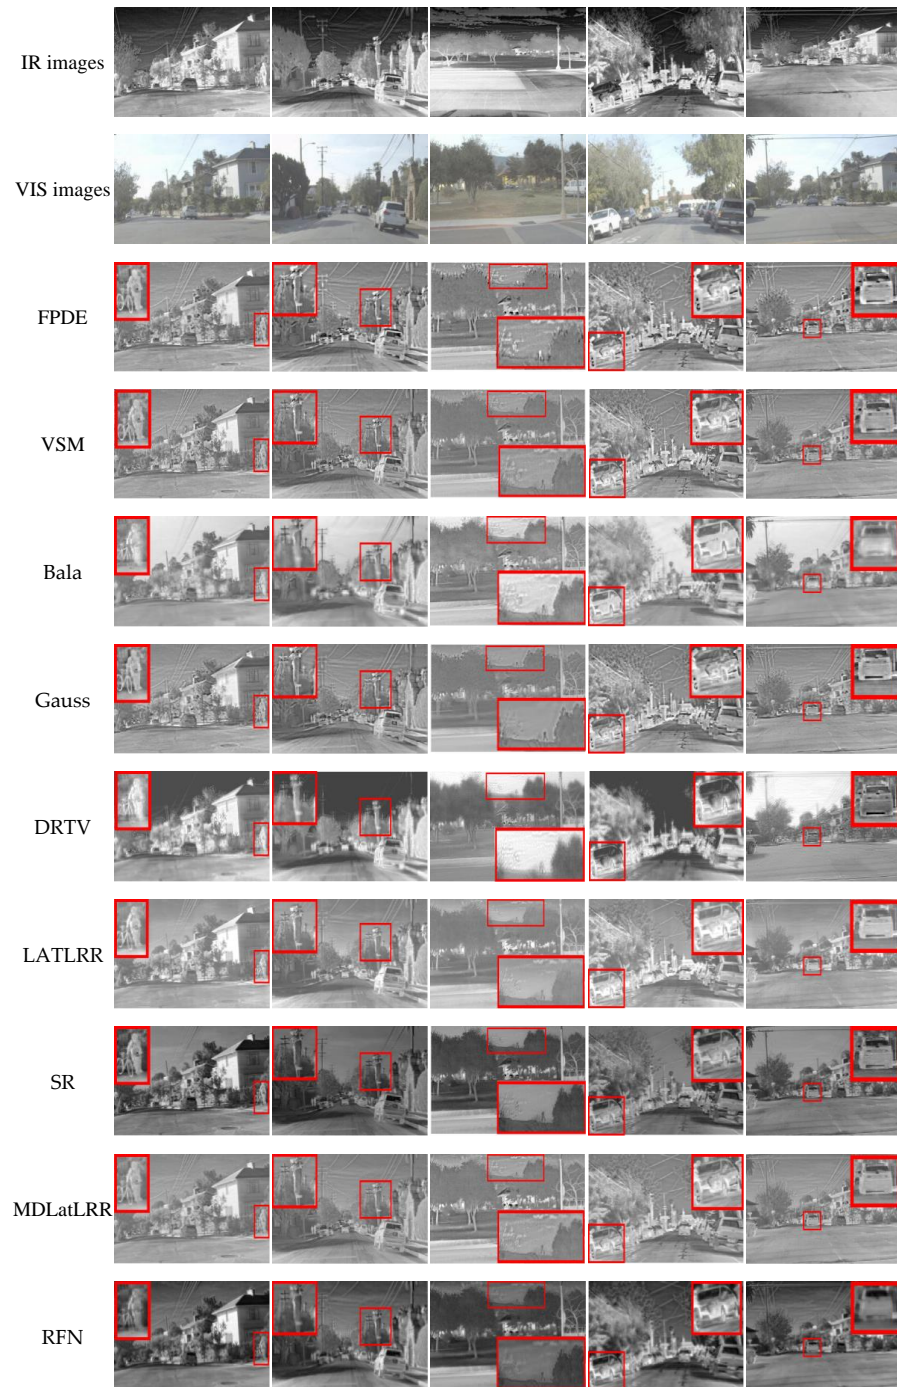 IR images
VIS images
FPDE
VSM
Bala
Gauss
DRTV
LATLRR
SR
MDLatLRR
RFN